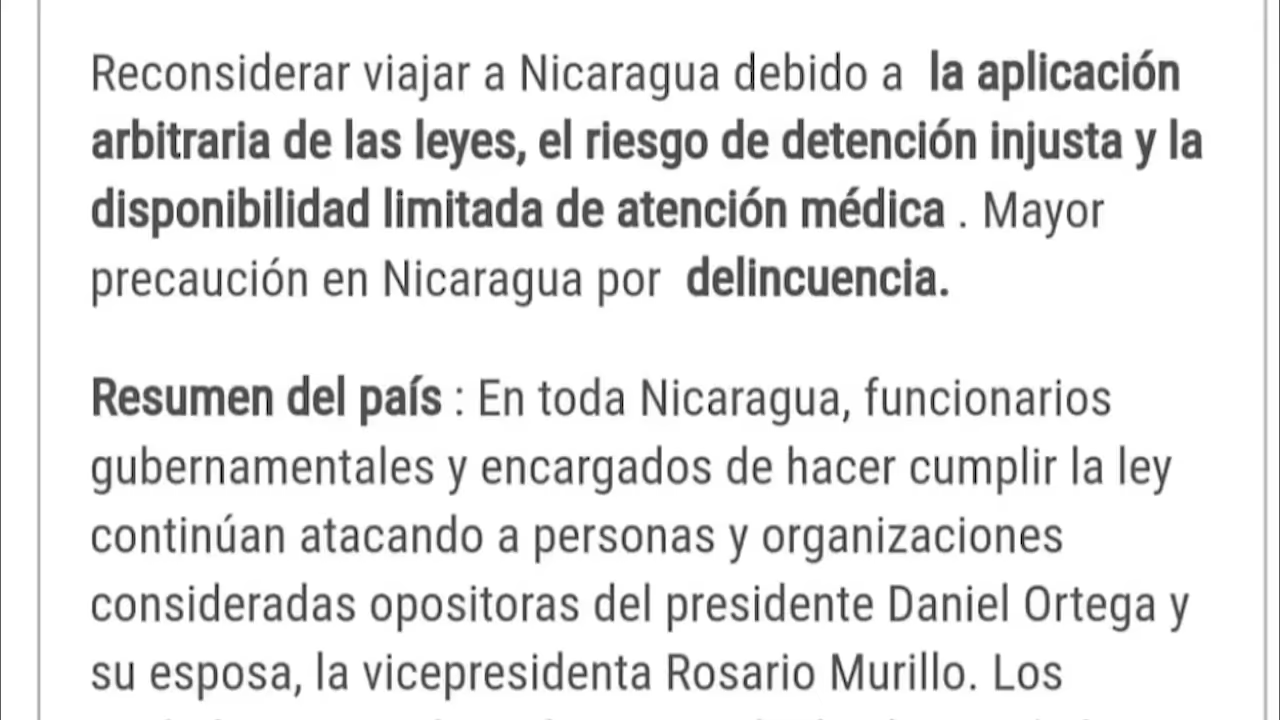 Reconsiderar viajar a Nicaragua debido a la aplicación
arbitraria de las leyes, el riesgo de detención injusta y la
disponibilidad limitada de atención médica . Mayor
precaución en Nicaragua por delincuencia.
Resumen del país : En toda Nicaragua, funcionarios
gubernamentales y encargados de hacer cumplir la ley
continúan atacando a personas y organizaciones
consideradas opositoras del presidente Daniel Ortega y
su esposa, la vicepresidenta Rosario Murillo. Los